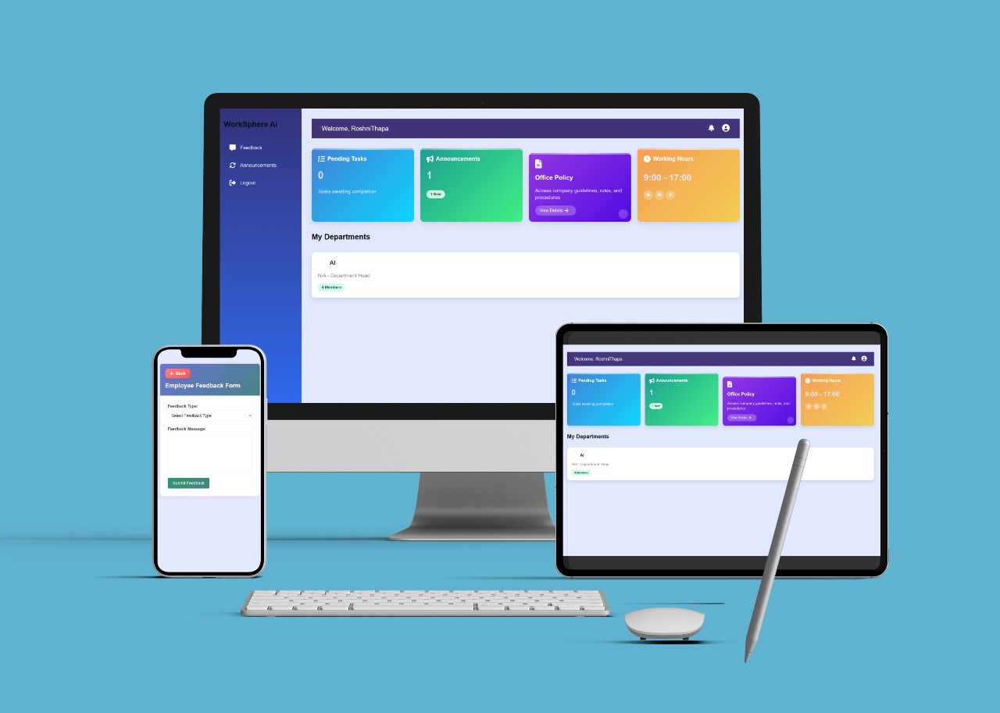 WorkSphere AI
Feedback
Announcements
Logout
Welcome, RoshniThapa
Pending Tasks
0
Tasks awaiting completion
Announcements
1
1 New
Office Policy
Access company guidelines, rules, and
procedures
View Details →
Working Hours
9:00 - 17:00
M W F
My Departments
AI
N/A - Department Head
4 Members
← Back
Employee Feedback Form
Feedback Type:
Select Feedback Type
Feedback Message:
Submit Feedback
Welcome, RoshniThapa
Pending Tasks
0
Tasks awaiting completion
Announcements
1
1 New
Office Policy
Access company guidelines, rules, and
procedures
View Details →
Working Hours
9:00 - 17:00
My Departments
AI
N/A - Department Head
4 Members